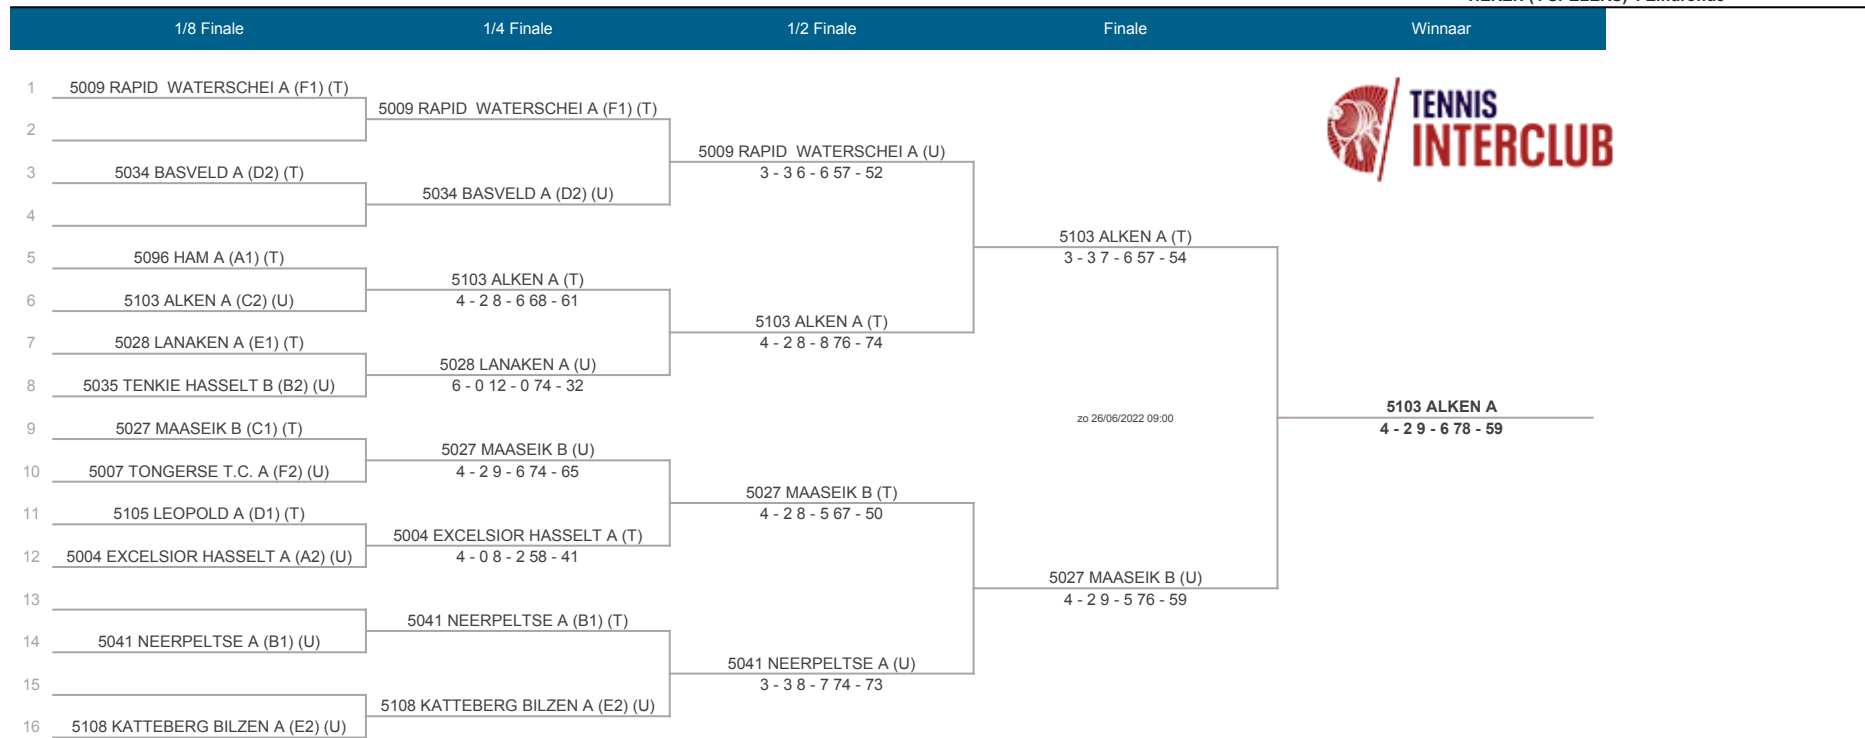 1/8 Finale 1/4 Finale 1/2 Finale Finale Winnaar
1 5009 RAPID WATERSCHEI A (F1) (T)
5009 RAPID WATERSCHEI A (F1) (T)
2
5009 RAPID WATERSCHEI A (U)
3 - 3 6 - 6 57 - 52
3 5034 BASVELD A (D2) (T)
5034 BASVELD A (D2) (U)
4
TENNIS
INTERCLUB
5103 ALKEN A (T)
3 - 3 7 - 6 57 - 54
5 5096 HAM A (A1) (T)
5103 ALKEN A (T)
4 - 2 8 - 6 68 - 61
6 5103 ALKEN A (C2) (U)
5103 ALKEN A (T)
4 - 2 8 - 8 76 - 74
7 5028 LANAKEN A (E1) (T)
5028 LANAKEN A (U)
6 - 0 12 - 0 74 - 32
8 5035 TENKIE HASSELT B (B2) (U)
zo 26/06/2022 09:00
5103 ALKEN A
4 - 2 9 - 6 78 - 59
9 5027 MAASEIK B (C1) (T)
5027 MAASEIK B (U)
4 - 2 9 - 6 74 - 65
10 5007 TONGERSE T.C. A (F2) (U)
5027 MAASEIK B (T)
4 - 2 8 - 5 67 - 50
11 5105 LEOPOLD A (D1) (T)
5004 EXCELSIOR HASSELT A (T)
4 - 0 8 - 2 58 - 41
12 5004 EXCELSIOR HASSELT A (A2) (U)
5027 MAASEIK B (U)
4 - 2 9 - 5 76 - 59
13
5041 NEERPELTSE A (B1) (T)
14 5041 NEERPELTSE A (B1) (U)
5041 NEERPELTSE A (U)
3 - 3 8 - 7 74 - 73
15
5108 KATTEBERG BILZEN A (E2) (U)
16 5108 KATTEBERG BILZEN A (E2) (U)